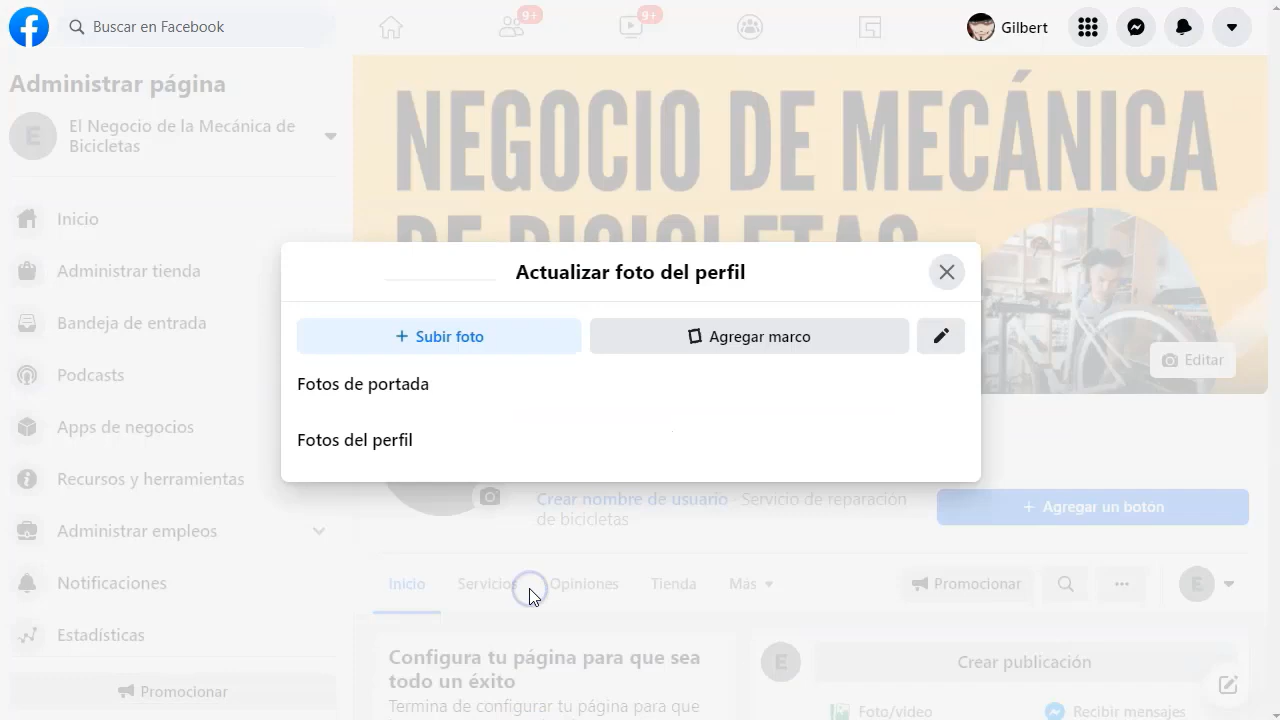 Buscar en Facebook
9+
9+
Gilbert
Administrar página
E
El Negocio de la Mecánica de
Bicicletas
Inicio
Administrar tienda
Bandeja de entrada
Podcasts
Apps de negocios
Recursos y herramientas
Administrar empleos
Notificaciones
Estadísticas
Promocionar
NEGOCIO DE MECÁNICA
DE BICICLETAS
Editar
Actualizar foto del perfil
+ Subir foto
Agregar marco
Fotos de portada
Fotos del perfil
Crear nombre de usuario · Servicio de reparación
de bicicletas
+ Agregar un botón
Inicio
Servicios
Opiniones
Tienda
Más
Promocionar
E
Configura tu página para que sea
todo un éxito
Termina de configurar tu página para que
E
Crear publicación
Foto/video
Recibir mensajes